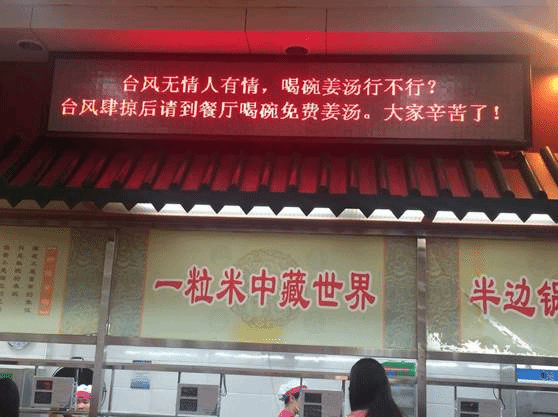 台风无情人有情，喝碗姜汤行不行？
台风肆掠后请到餐厅喝碗免费姜汤。大家辛苦了！
一粒米中藏世界
半边锅